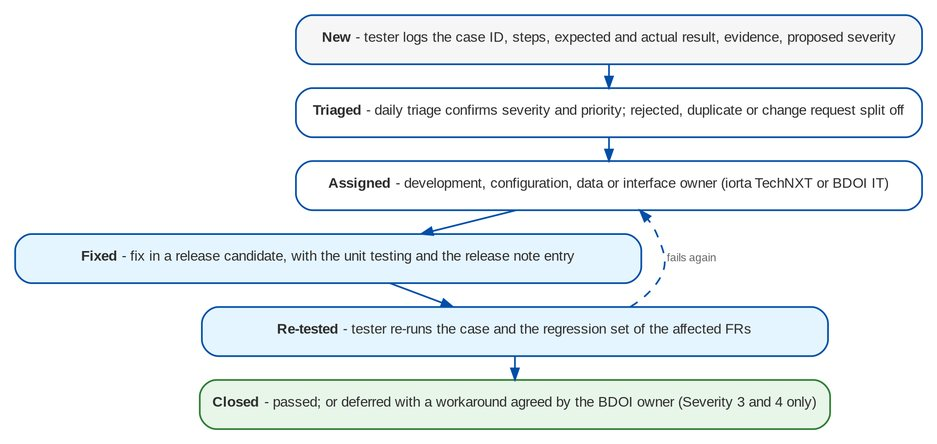 New - tester logs the case ID, steps, expected and actual result, evidence, proposed severity
Triaged - daily triage confirms severity and priority; rejected, duplicate or change request split off
Assigned - development, configuration, data or interface owner (iorta TechNXT or BDOI IT)
Fixed - fix in a release candidate, with the unit testing and the release note entry
fails again
Re-tested - tester re-runs the case and the regression set of the affected FRs
Closed - passed; or deferred with a workaround agreed by the BDOI owner (Severity 3 and 4 only)